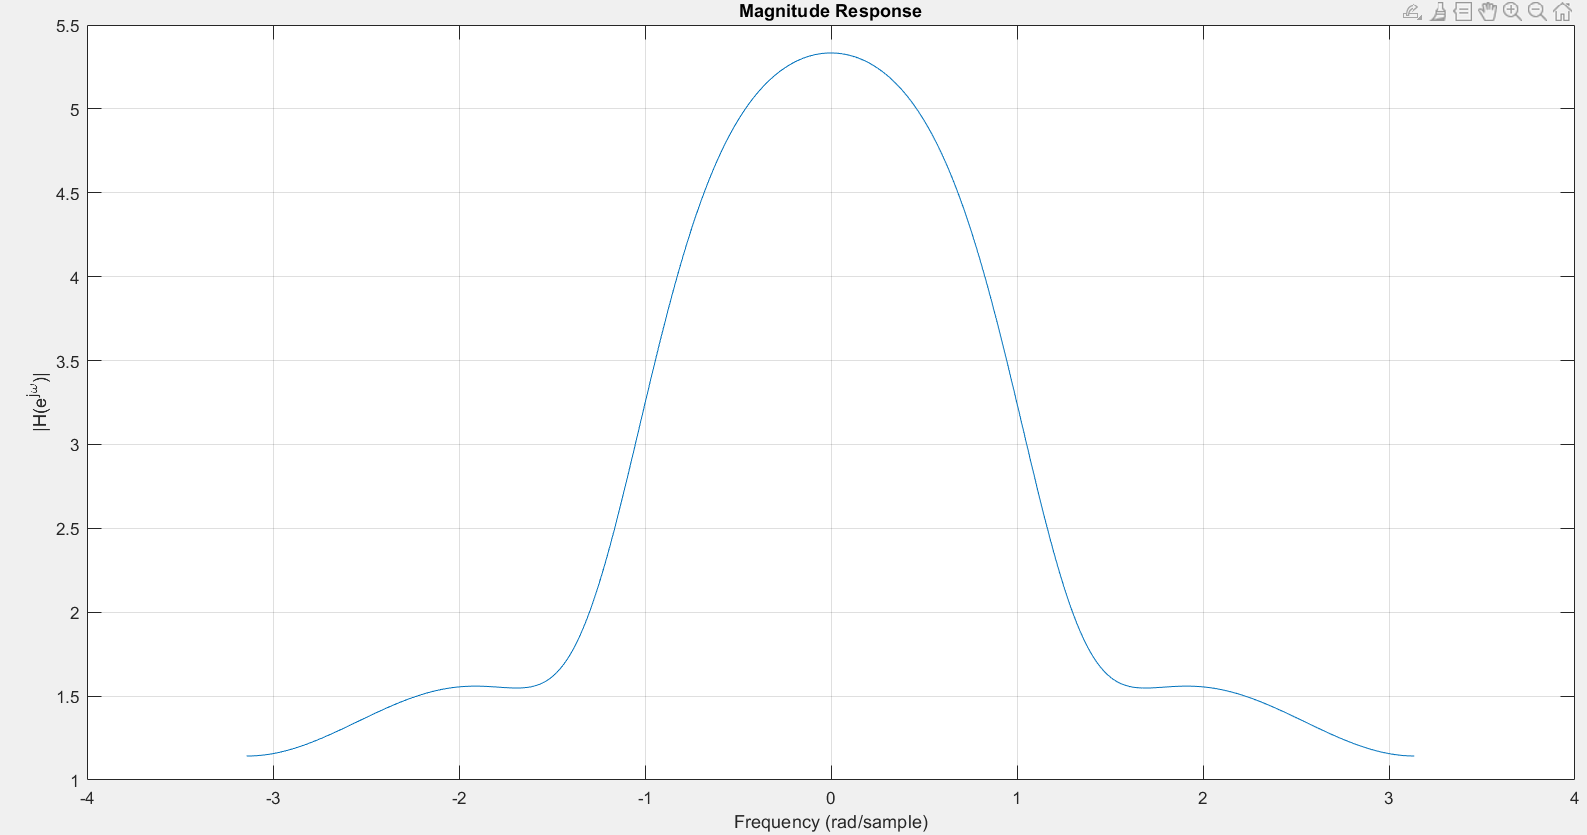 Magnitude Response
5.5
5
4.5
4
3.5
3
2.5
2
1.5
1
|H(e^jω)|
-4 -3 -2 -1 0 1 2 3 4
Frequency (rad/sample)